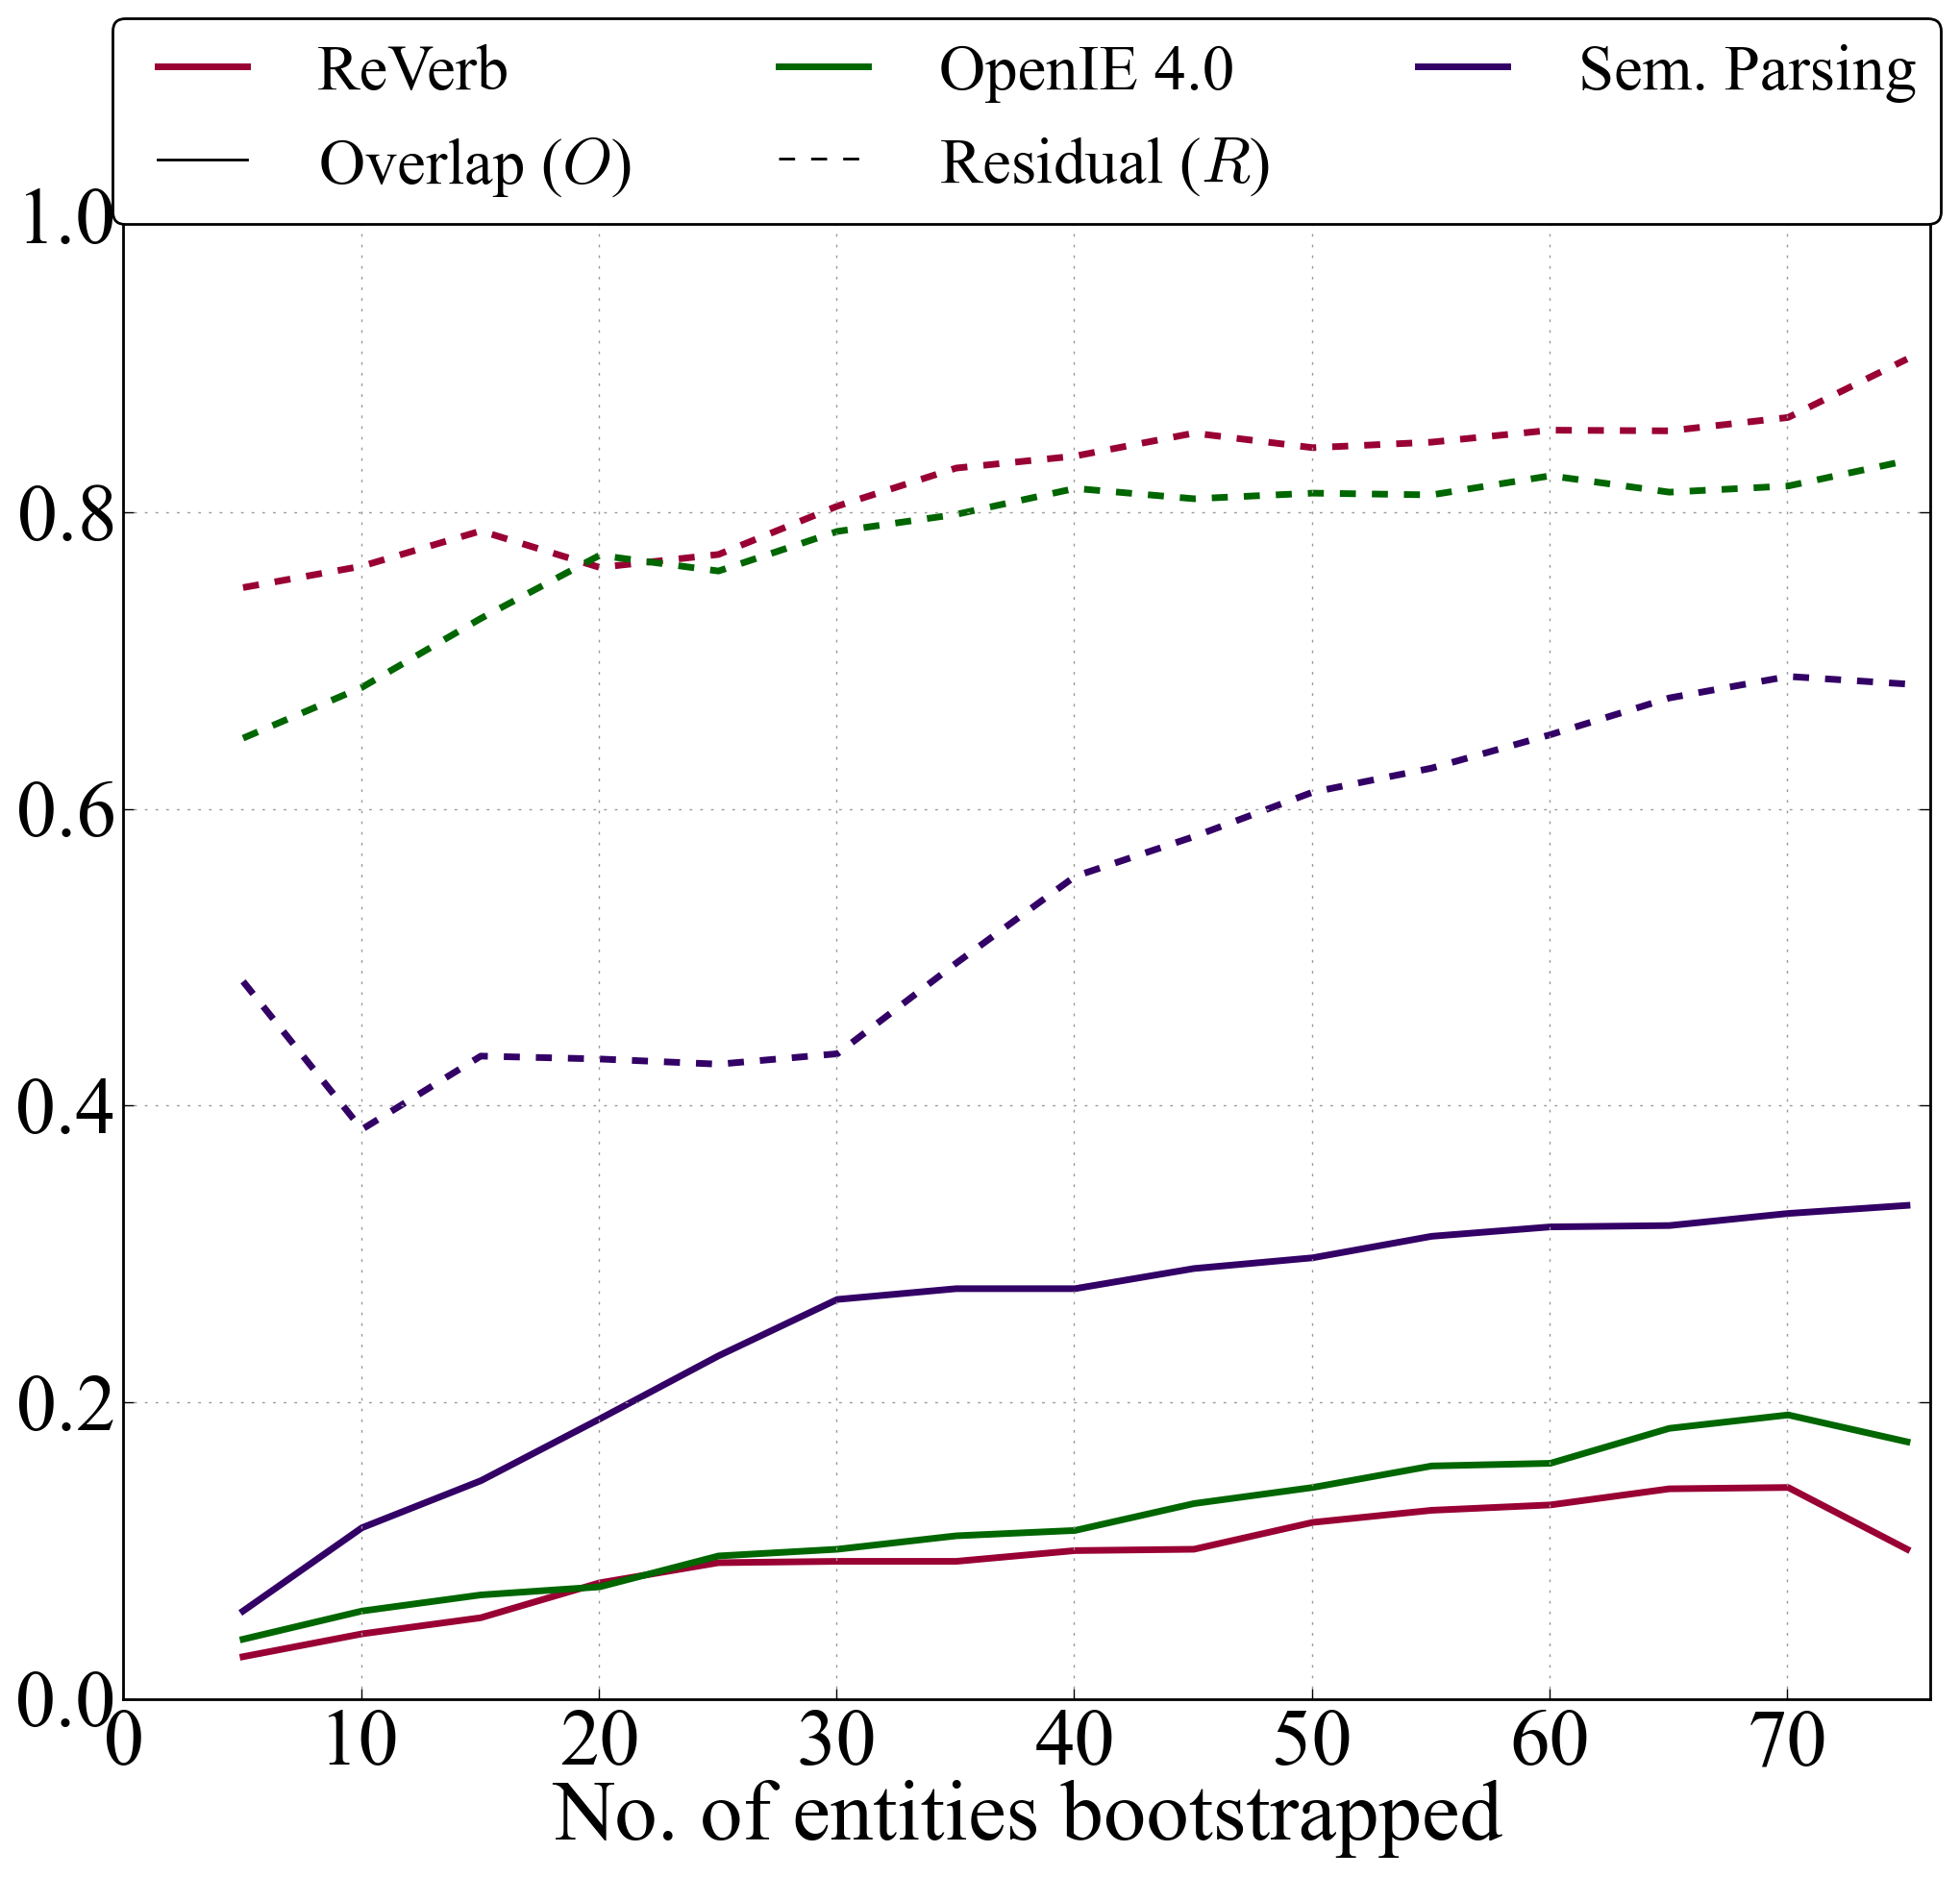 ReVerb OpenIE 4.0 Sem. Parsing
Overlap (O) Residual (R)
1.0
0.8
0.6
0.4
0.2
0.0
0 10 20 30 40 50 60 70
No. of entities bootstrapped